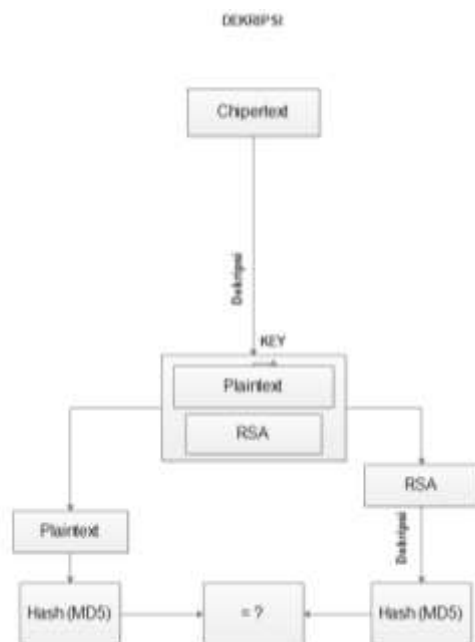 DEKRIPSI
Chipertext
Dekripsi
KEY
Plaintext
RSA
RSA
Plaintext
Dekripsi
Hash (MD5)
= ?
Hash (MD5)